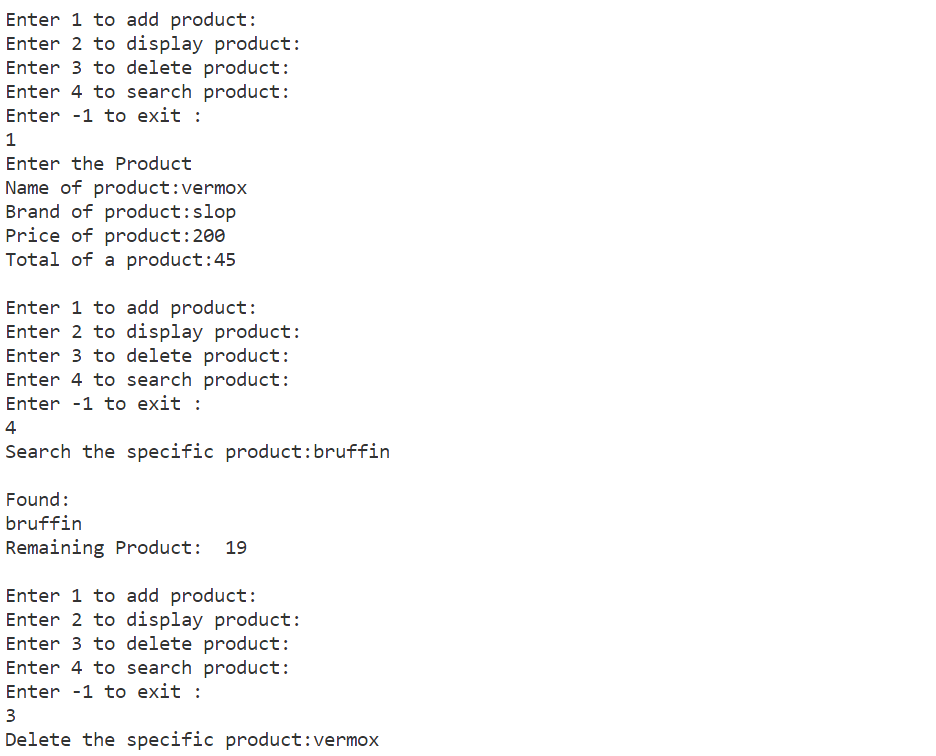 Enter 1 to add product:
Enter 2 to display product:
Enter 3 to delete product:
Enter 4 to search product:
Enter -1 to exit :
1
Enter the Product
Name of product:vermox
Brand of product:slop
Price of product:200
Total of a product:45

Enter 1 to add product:
Enter 2 to display product:
Enter 3 to delete product:
Enter 4 to search product:
Enter -1 to exit :
4
Search the specific product:bruffin

Found:
bruffin
Remaining Product:  19

Enter 1 to add product:
Enter 2 to display product:
Enter 3 to delete product:
Enter 4 to search product:
Enter -1 to exit :
3
Delete the specific product:vermox